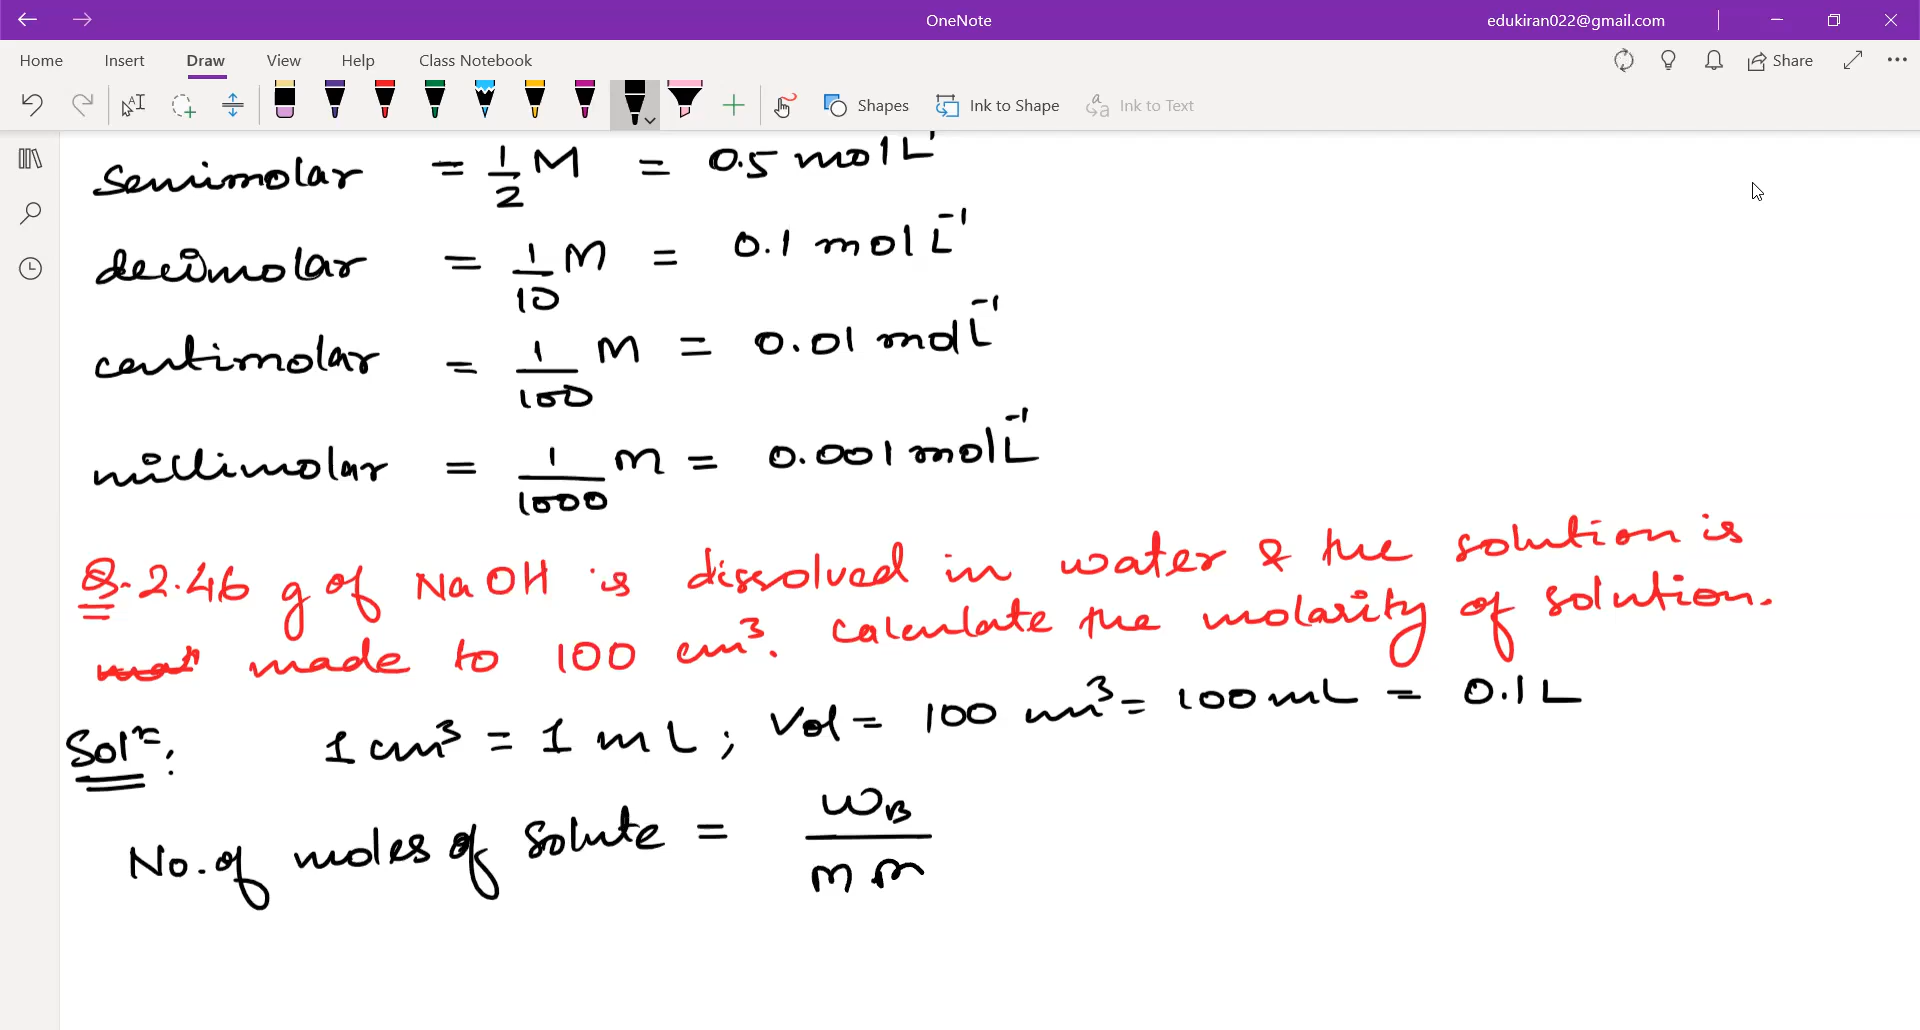 OneNote
edukiran022@gmail.com
Home Insert Draw View Help Class Notebook Share
Shapes Ink to Shape Ink to Text
semimolar = 1/2 M = 0.5 mol L⁻¹
decimolar = 1/10 M = 0.1 mol L⁻¹
centimolar = 1/100 M = 0.01 mol L⁻¹
millimolar = 1/1000 M = 0.001 mol L⁻¹
Q. 2.46 g of NaOH is dissolved in water & the solution is
made to 100 cm³. Calculate the molarity of solution.
Solⁿ: 1 cm³ = 1 mL ; Vol = 100 cm³ = 100 mL = 0.1 L
No. of moles of solute = W_B / m m